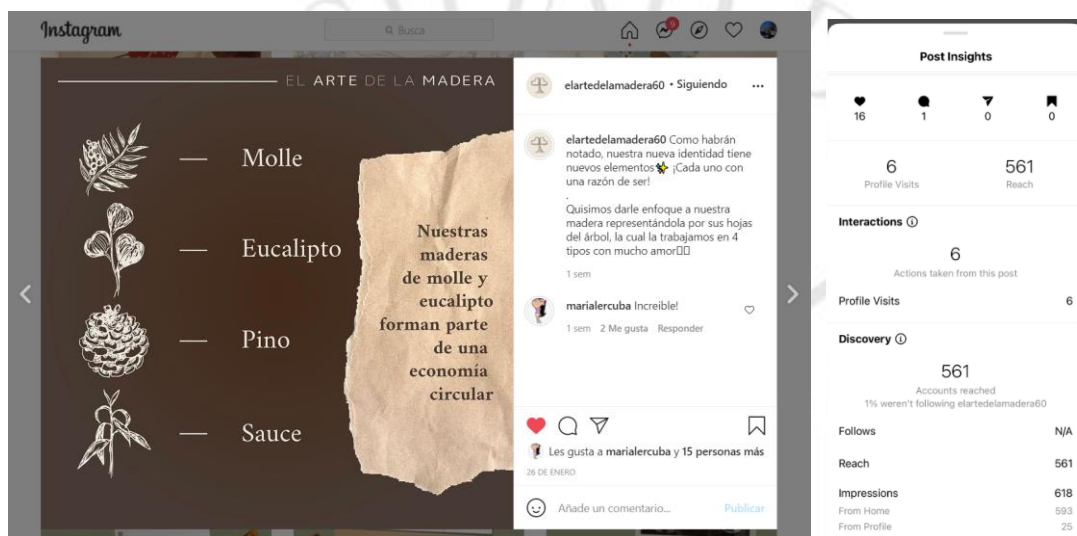 Instagram
Busca
9
EL ARTE DE LA MADERA
Molle
Eucalipto
Pino
Sauce
Nuestras
maderas
de molle y
eucalipto
forman parte
de una
economía
circular
elartedelamadera60 • Siguiendo
elartedelamadera60 Como habrán
notado, nuestra nueva identidad tiene
nuevos elementos✨ ¡Cada uno con
una razón de ser!
.
Quisimos darle enfoque a nuestra
madera representándola por sus hojas
del árbol, la cual la trabajamos en 4
tipos con mucho amor
1 sem
marialercuba Increible!
1 sem 2 Me gusta Responder
Les gusta a marialercuba y 15 personas más
26 DE ENERO
Añade un comentario...
Publicar
Post Insights
16 1 0 0
6 561
Profile Visits Reach
Interactions
6
Actions taken from this post
Profile Visits 6
Discovery
561
Accounts reached
1% weren't following elartedelamadera60
Follows N/A
Reach 561
Impressions 618
From Home 593
From Profile 25